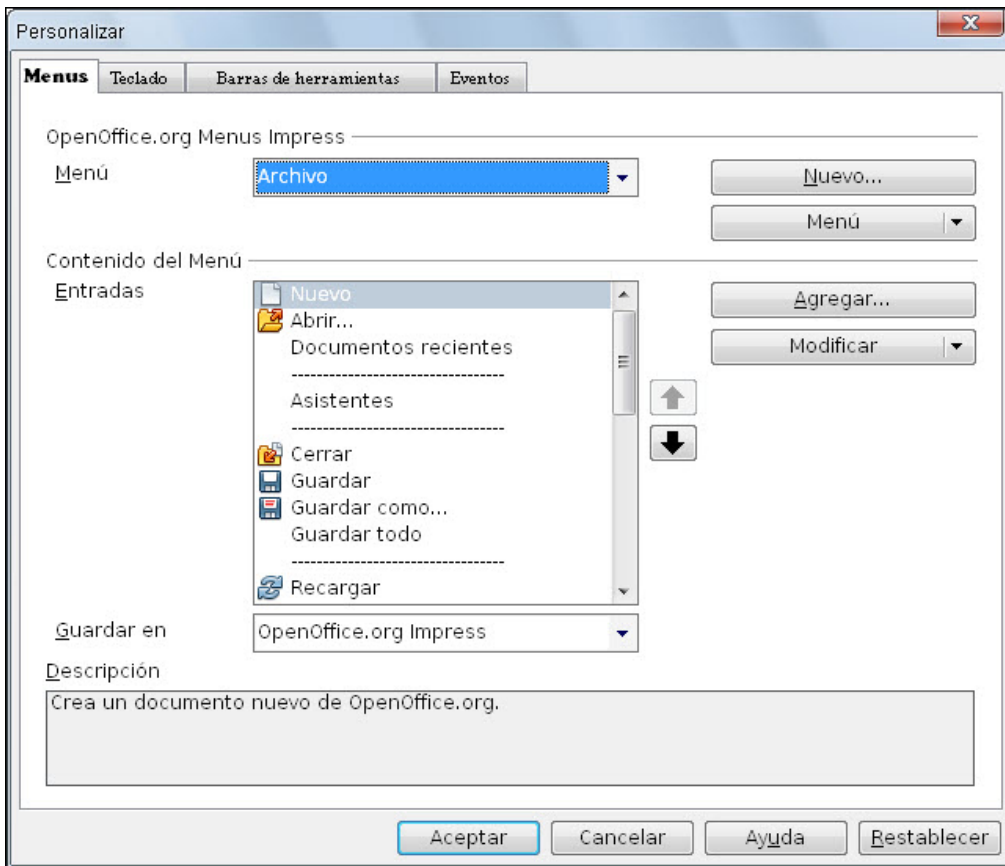 Personalizar
Menus Teclado Barras de herramientas Eventos
OpenOffice.org Menus Impress
Menú Archivo Nuevo...
Menú
Contenido del Menú
Entradas Nuevo Agregar...
Abrir...
Documentos recientes Modificar
--------------------------------
Asistentes
--------------------------------
Cerrar
Guardar
Guardar como...
Guardar todo
--------------------------------
Recargar
Guardar en OpenOffice.org Impress
Descripción
Crea un documento nuevo de OpenOffice.org.
Aceptar Cancelar Ayuda Restablecer